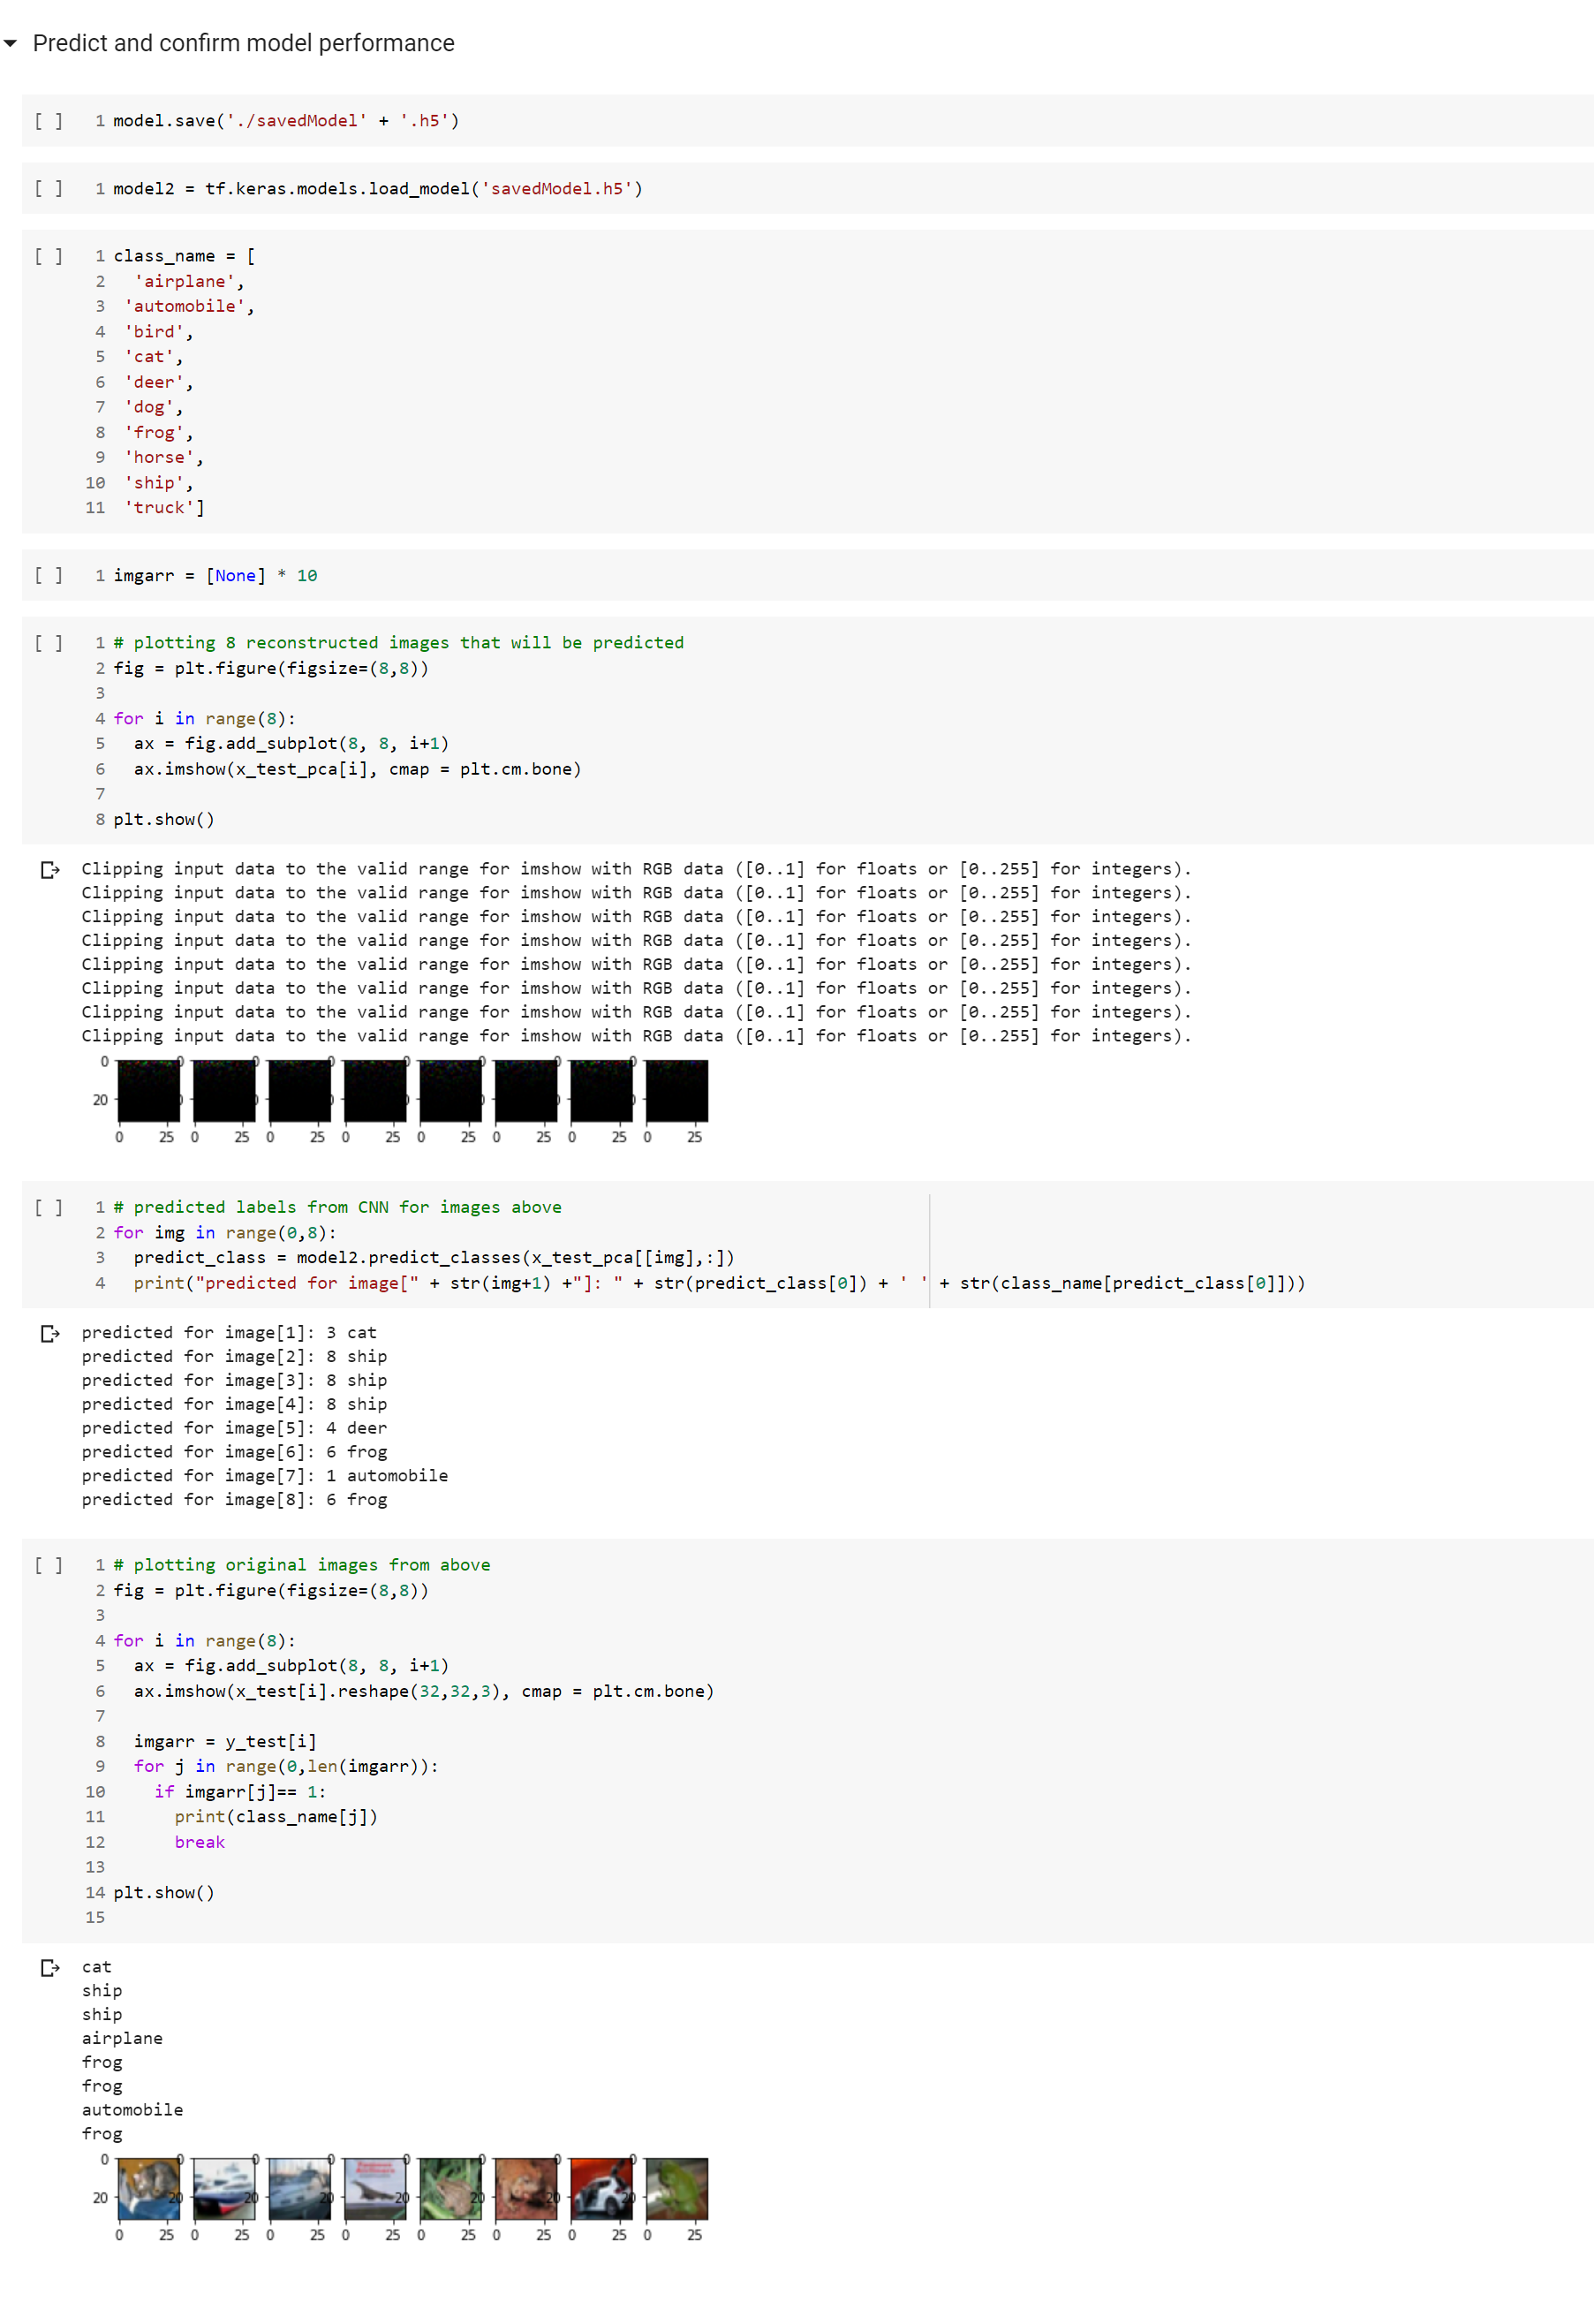 Predict and confirm model performance
[ ] 1 model.save('./savedModel' + '.h5')
[ ] 1 model2 = tf.keras.models.load_model('savedModel.h5')
[ ] 1 class_name = [
2   'airplane',
3  'automobile',
4  'bird',
5  'cat',
6  'deer',
7  'dog',
8  'frog',
9  'horse',
10  'ship',
11  'truck']
[ ] 1 imgarr = [None] * 10
[ ] 1 # plotting 8 reconstructed images that will be predicted
2 fig = plt.figure(figsize=(8,8))
3
4 for i in range(8):
5   ax = fig.add_subplot(8, 8, i+1)
6   ax.imshow(x_test_pca[i], cmap = plt.cm.bone)
7
8 plt.show()
Clipping input data to the valid range for imshow with RGB data ([0..1] for floats or [0..255] for integers).
Clipping input data to the valid range for imshow with RGB data ([0..1] for floats or [0..255] for integers).
Clipping input data to the valid range for imshow with RGB data ([0..1] for floats or [0..255] for integers).
Clipping input data to the valid range for imshow with RGB data ([0..1] for floats or [0..255] for integers).
Clipping input data to the valid range for imshow with RGB data ([0..1] for floats or [0..255] for integers).
Clipping input data to the valid range for imshow with RGB data ([0..1] for floats or [0..255] for integers).
Clipping input data to the valid range for imshow with RGB data ([0..1] for floats or [0..255] for integers).
Clipping input data to the valid range for imshow with RGB data ([0..1] for floats or [0..255] for integers).
0 0 0 0 0 0 0 0
20
0 25 0 25 0 25 0 25 0 25 0 25 0 25 0 25
[ ] 1 # predicted labels from CNN for images above
2 for img in range(0,8):
3   predict_class = model2.predict_classes(x_test_pca[[img],:])
4   print("predicted for image[" + str(img+1) +"]: " + str(predict_class[0]) + ' ' + str(class_name[predict_class[0]]))
predicted for image[1]: 3 cat
predicted for image[2]: 8 ship
predicted for image[3]: 8 ship
predicted for image[4]: 8 ship
predicted for image[5]: 4 deer
predicted for image[6]: 6 frog
predicted for image[7]: 1 automobile
predicted for image[8]: 6 frog
[ ] 1 # plotting original images from above
2 fig = plt.figure(figsize=(8,8))
3
4 for i in range(8):
5   ax = fig.add_subplot(8, 8, i+1)
6   ax.imshow(x_test[i].reshape(32,32,3), cmap = plt.cm.bone)
7
8   imgarr = y_test[i]
9   for j in range(0,len(imgarr)):
10     if imgarr[j]== 1:
11       print(class_name[j])
12       break
13
14 plt.show()
15
cat
ship
ship
airplane
frog
frog
automobile
frog
0 0 0 0 0 0 0 0
20 20 20 20 20 20 20 20
0 25 0 25 0 25 0 25 0 25 0 25 0 25 0 25